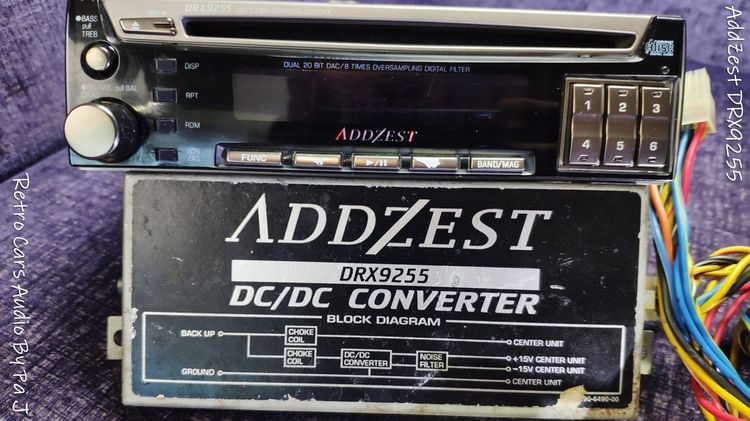 DRX9255
BASS
pull
TREB
DISP
RPT
RDM
SCN
/AS
DUAL 20 BIT DAC/8 TIMES OVERSAMPLING DIGITAL FILTER
ADDZEST
FUNC
BAND/MAG
1 2 3
4 5 6
ADDZEST
DRX9255
DC/DC CONVERTER
BLOCK DIAGRAM
BACK UP
CHOKE
COIL
CENTER UNIT
CHOKE
COIL
DC/DC
CONVERTER
NOISE
FILTER
+15V CENTER UNIT
-15V CENTER UNIT
GROUND
CENTER UNIT
Retro Cars Audio By Pa J
AddZest DRX9255